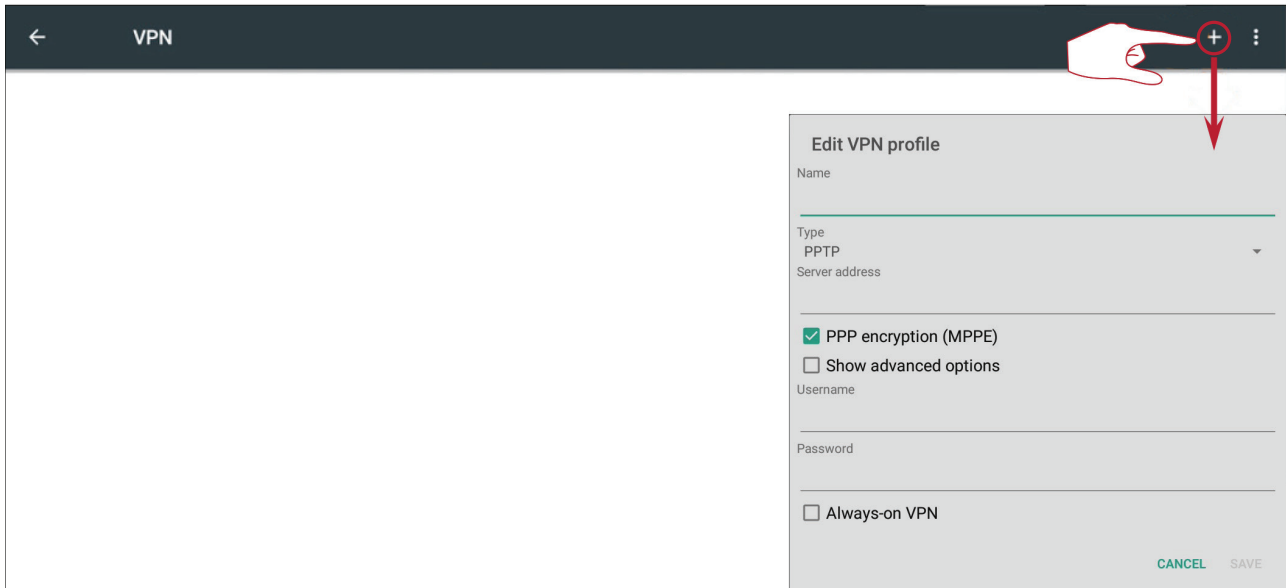 VPN
Edit VPN profile
Name
Type
PPTP
Server address
PPP encryption (MPPE)
Show advanced options
Username
Password
Always-on VPN
CANCEL SAVE